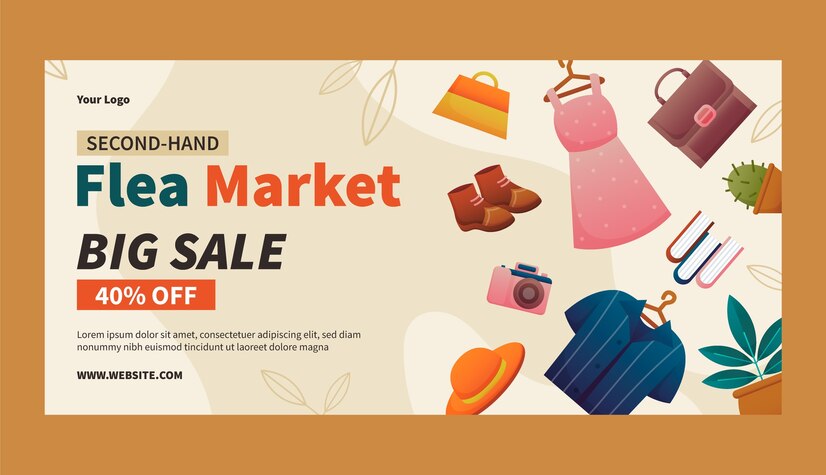 Your Logo
SECOND-HAND
Flea Market
BIG SALE
40% OFF
Lorem ipsum dolor sit amet, consectetuer adipiscing elit, sed diam
nonummy nibh euismod tincidunt ut laoreet dolore magna
WWW.WEBSITE.COM